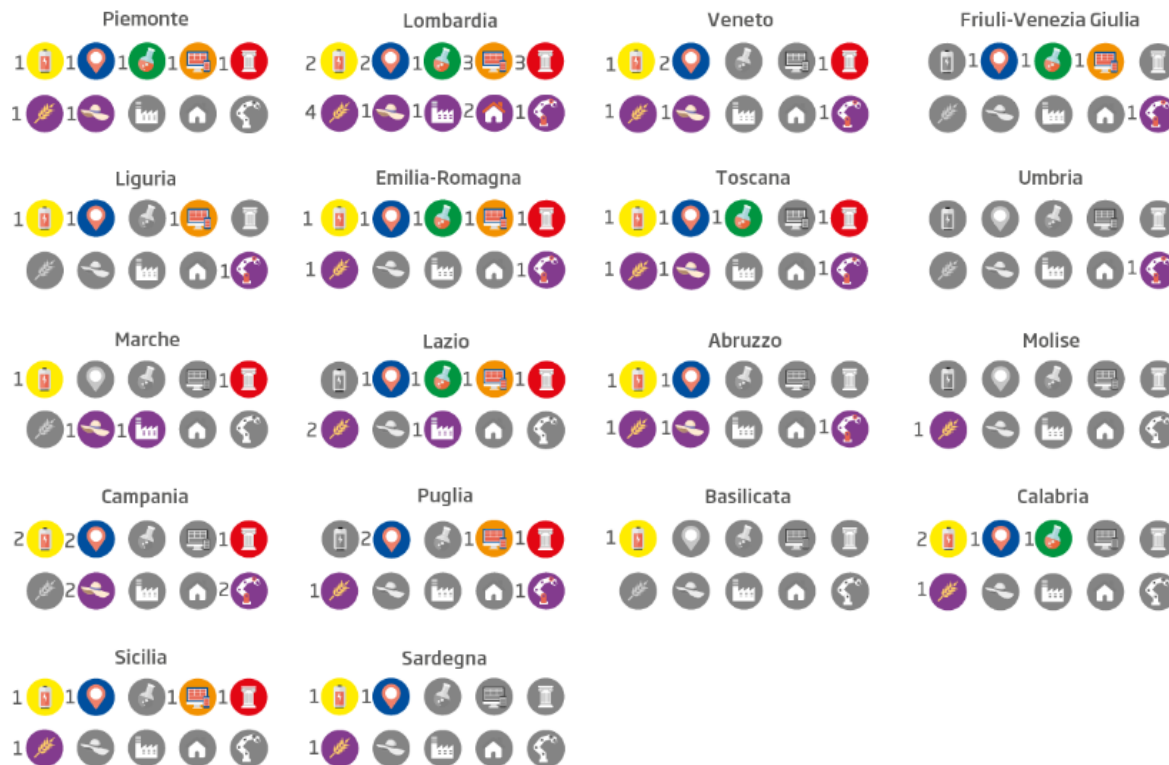 Piemonte Lombardia Veneto Friuli-Venezia Giulia
1 1 1 1 1 2 2 1 3 3 1 2 1 1 1 1
1 1 4 1 1 2 1 1 1 1 1
Liguria Emilia-Romagna Toscana Umbria
1 1 1 1 1 1 1 1 1 1 1 1
1 1 1 1 1 1 1
Marche Lazio Abruzzo Molise
1 1 1 1 1 1 1 1
1 1 2 1 1 1 1 1
Campania Puglia Basilicata Calabria
2 2 1 2 1 1 1 2 1 1
2 2 1 1 1
Sicilia Sardegna
1 1 1 1 1 1
1 1